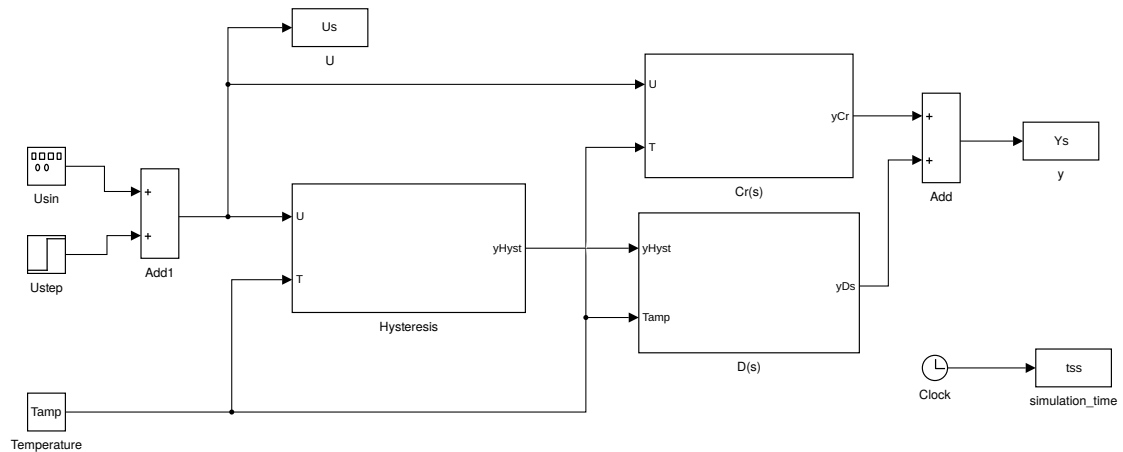 Us
U
U
yCr
T
Cr(s)
+
+
Add
Ys
y
Usin
+
+
Add1
Ustep
U
yHyst
T
Hysteresis
yHyst
yDs
Tamp
D(s)
Clock
tss
simulation_time
Tamp
Temperature